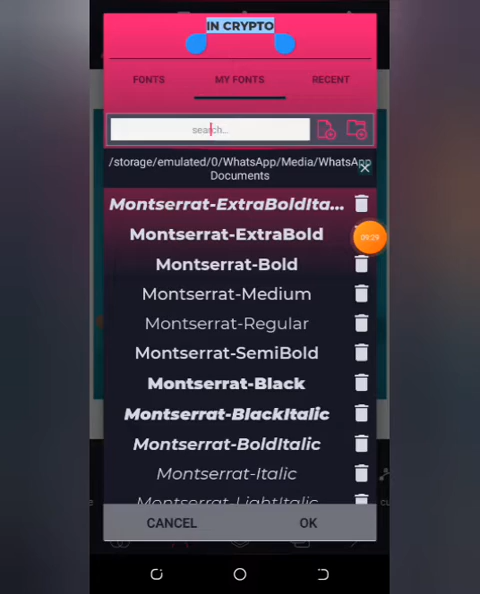 IN CRYPTO
FONTS MY FONTS RECENT
search...
/storage/emulated/0/WhatsApp/Media/WhatsApp
Documents
Montserrat-ExtraBoldIta...
Montserrat-ExtraBold
09:29
Montserrat-Bold
Montserrat-Medium
Montserrat-Regular
Montserrat-SemiBold
Montserrat-Black
Montserrat-BlackItalic
Montserrat-BoldItalic
Montserrat-Italic
Montserrat-LightItalic
CANCEL OK